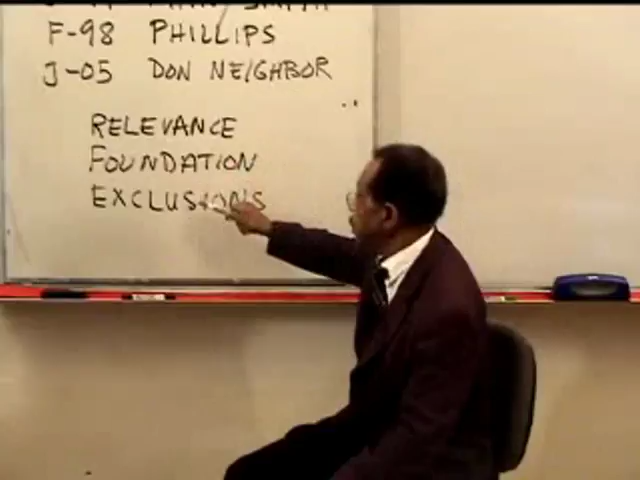 F-98 PHILLIPS
J-05 DON NEIGHBOR
RELEVANCE
FOUNDATION
EXCLUSIONS